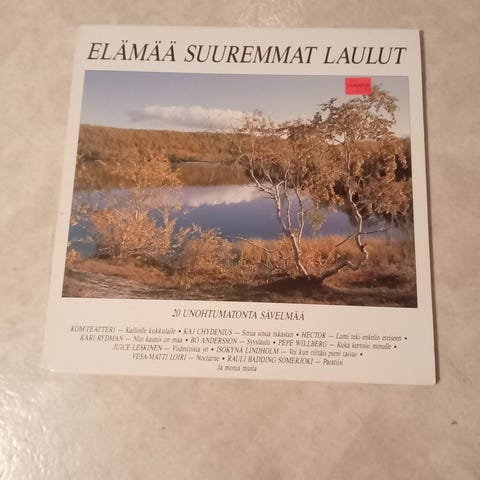 ELÄMÄÄ SUUREMMAT LAULUT
20 UNOHTUMATONTA SÄVELMÄÄ
KOM-TEATTERI — Kalliolle kukkulalle • KAJ CHYDENIUS — Sinua sinua rakastan • HECTOR — Lumi teki enkelin eteiseen •
KARI RYDMAN — Niin kaunis on maa • BO ANDERSSON — Syyslaulu • PEPE WILLBERG — Kuka kertoisi minulle •
JUICE LESKINEN — Viidestoista yö • ISOKYNÄ LINDHOLM — Voi kun riittäis pieni taivas •
VESA-MATTI LOIRI — Nocturne • RAULI BADDING SOMERJOKI — Paratiisi
Ja monia muita